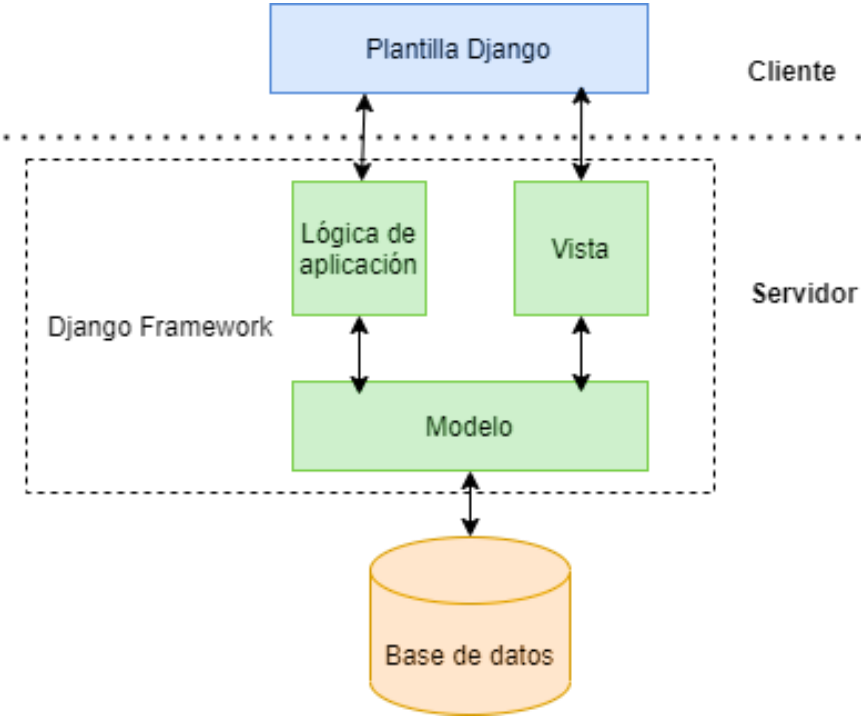 Plantilla Django
Cliente
Lógica de
aplicación
Vista
Servidor
Django Framework
Modelo
Base de datos